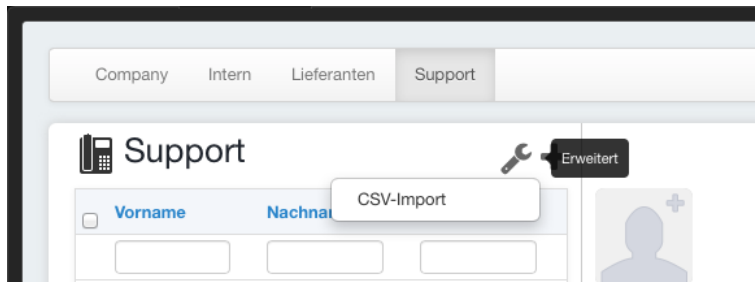 Company Intern Lieferanten Support
Support
Erweitert
CSV-Import
Vorname